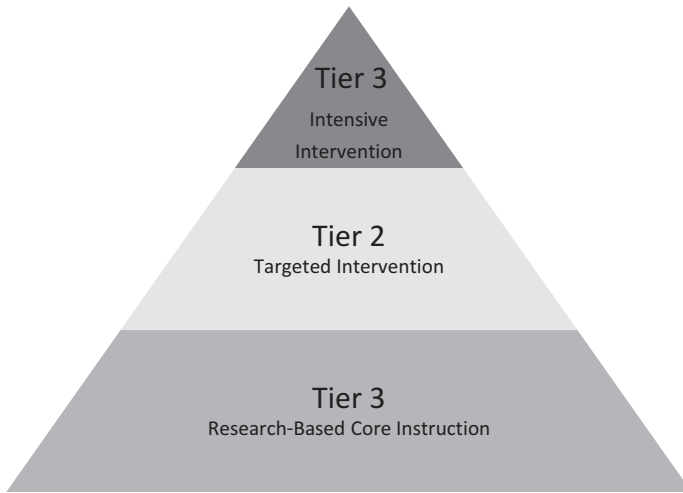 Tier 3
Intensive
Intervention
Tier 2
Targeted Intervention
Tier 3
Research-Based Core Instruction